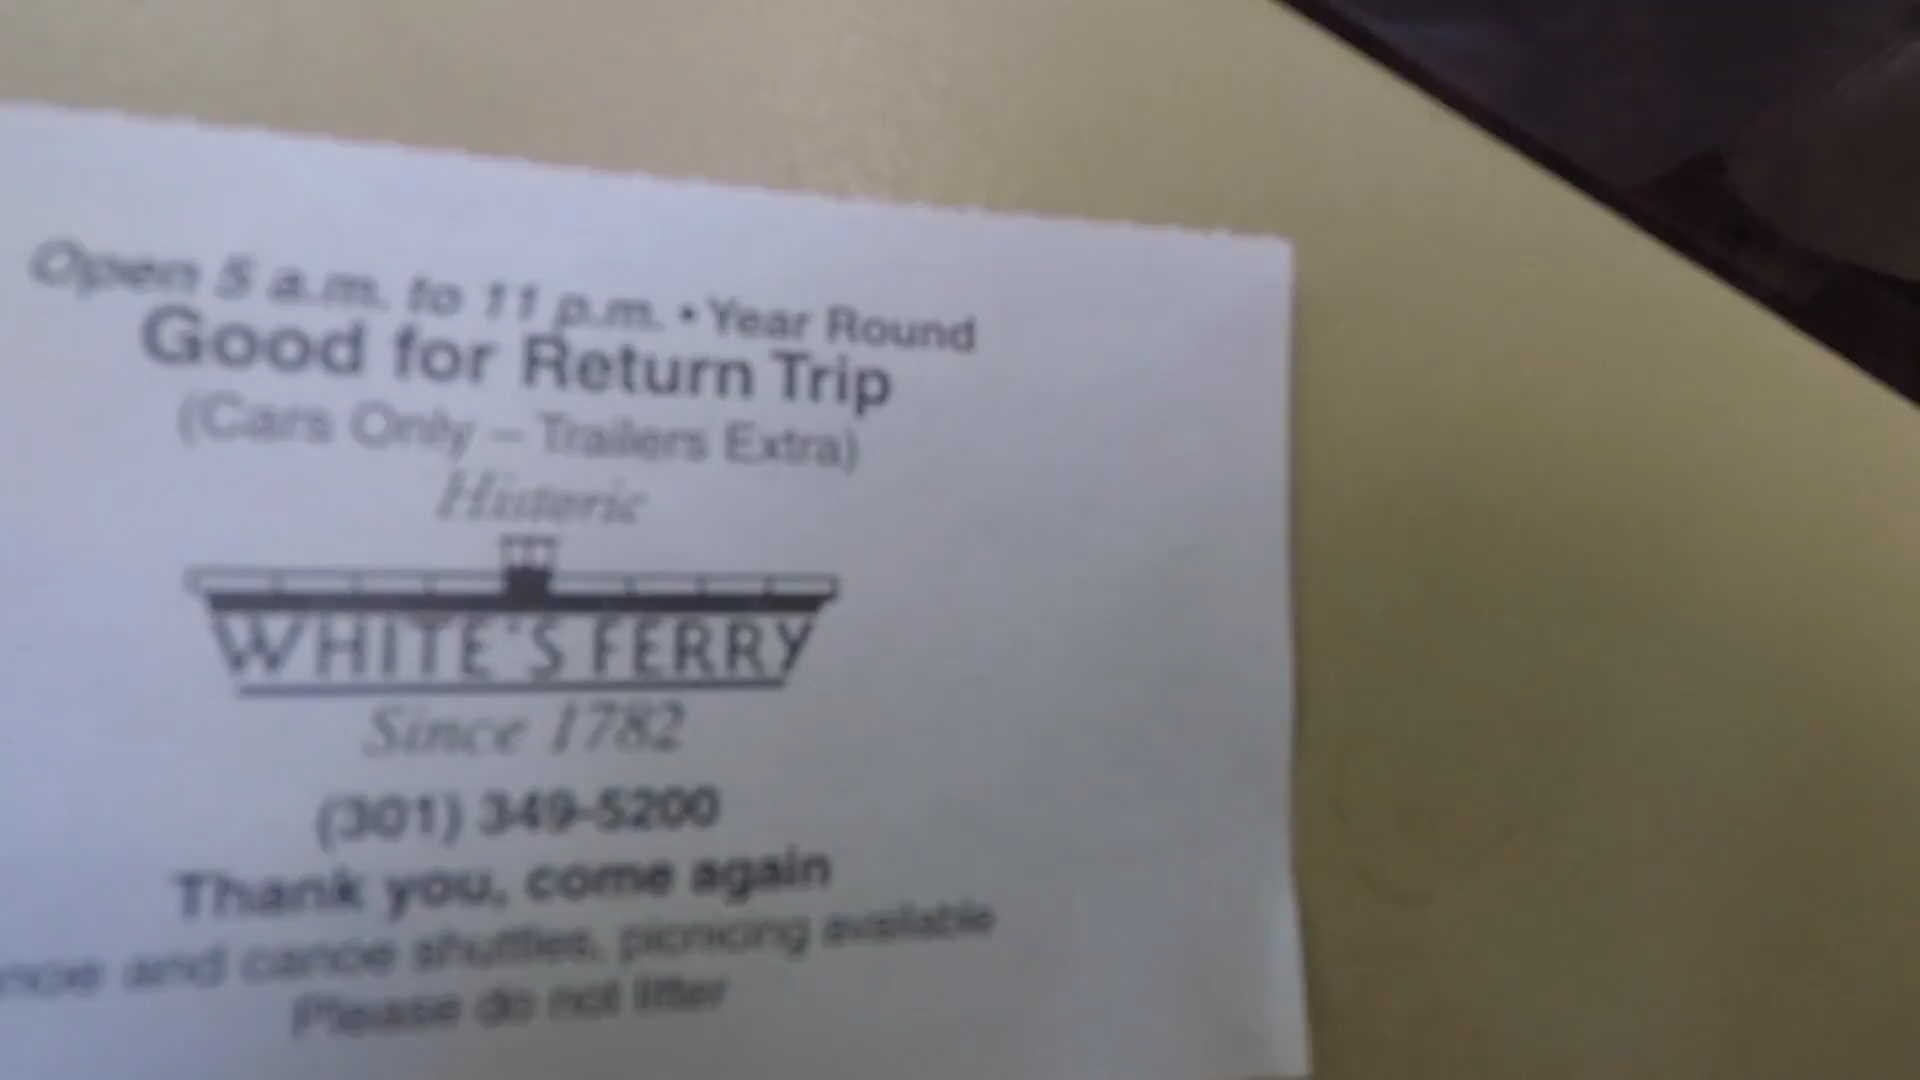 Open 5 a.m. to 11 p.m. • Year Round
Good for Return Trip
(Cars Only – Trailers Extra)
Historic
WHITE'S FERRY
Since 1782
(301) 349-5200
Thank you, come again
and canoe shuttles, picnicing available
Please do not litter